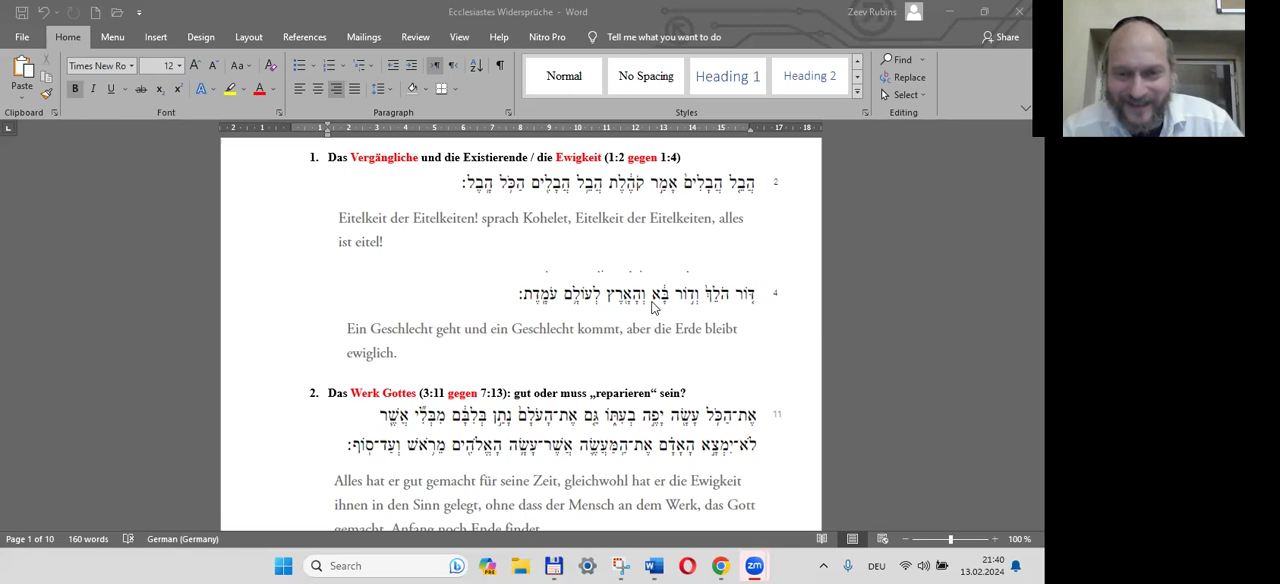 Ecclesiastes Widersprüche - Word
Zeev Rubins
File Home Menu Insert Design Layout References Mailings Review View Help Nitro Pro Tell me what you want to do Share
Paste
Times New Ro 12
Normal
No Spacing
Heading 1
Heading 2
Find
Replace
Select
Clipboard Font Paragraph Styles Editing
1. Das Vergängliche und die Existierende / die Ewigkeit (1:2 gegen 1:4)
הֲבֵ֤ל הֲבָלִים֙ אָמַ֣ר קֹהֶ֔לֶת הֲבֵ֥ל הֲבָלִ֖ים הַכֹּ֥ל הָֽבֶל׃ 2
Eitelkeit der Eitelkeiten! sprach Kohelet, Eitelkeit der Eitelkeiten, alles
ist eitel!
דּ֤וֹר הֹלֵךְ֙ וְד֣וֹר בָּ֔א וְהָאָ֖רֶץ לְעוֹלָ֥ם עֹמָֽדֶת׃ 4
Ein Geschlecht geht und ein Geschlecht kommt, aber die Erde bleibt
ewiglich.
2. Das Werk Gottes (3:11 gegen 7:13): gut oder muss „reparieren“ sein?
אֶת־הַכֹּ֥ל עָשָׂ֖ה יָפֶ֣ה בְעִתּ֑וֹ גַּ֤ם אֶת־הָעֹלָם֙ נָתַ֣ן בְּלִבָּ֔ם מִבְּלִ֞י אֲשֶׁ֧ר 11
לֹא־יִמְצָ֣א הָאָדָ֗ם אֶת־הַֽמַּעֲשֶׂ֛ה אֲשֶׁר־עָשָׂ֥ה הָאֱלֹהִ֖ים מֵרֹ֥אשׁ וְעַד־סֽוֹף׃
Alles hat er gut gemacht für seine Zeit, gleichwohl hat er die Ewigkeit
ihnen in den Sinn gelegt, ohne dass der Mensch an dem Werk, das Gott
gemacht, Anfang noch Ende findet
Page 1 of 10 160 words German (Germany) 100 %
Search DEU 21:40
13.02.2024